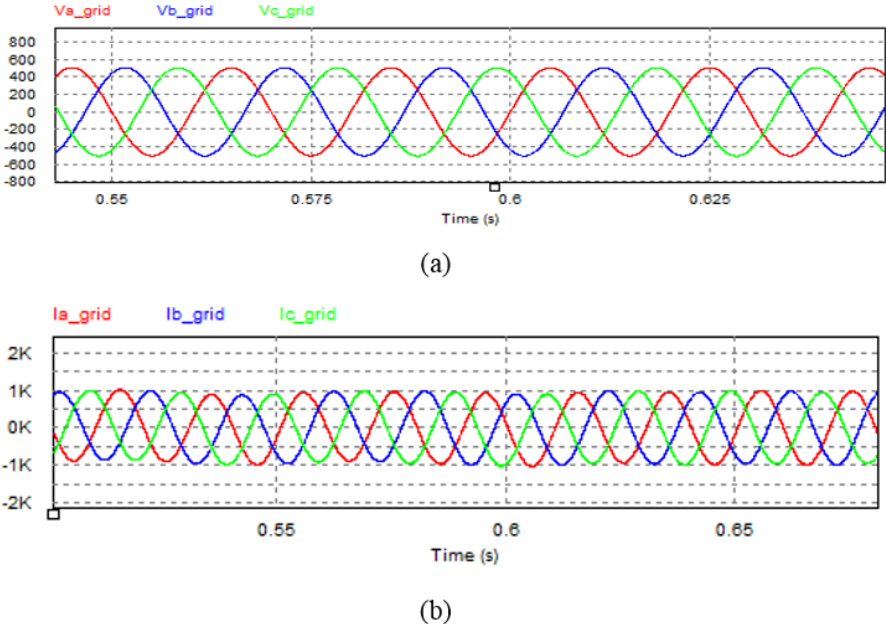 Va_grid Vb_grid Vc_grid
800
600
400
200
0
-200
-400
-600
-800
0.55 0.575 0.6 0.625
Time (s)
(a)
Ia_grid Ib_grid Ic_grid
2K
1K
0K
-1K
-2K
0.55 0.6 0.65
Time (s)
(b)